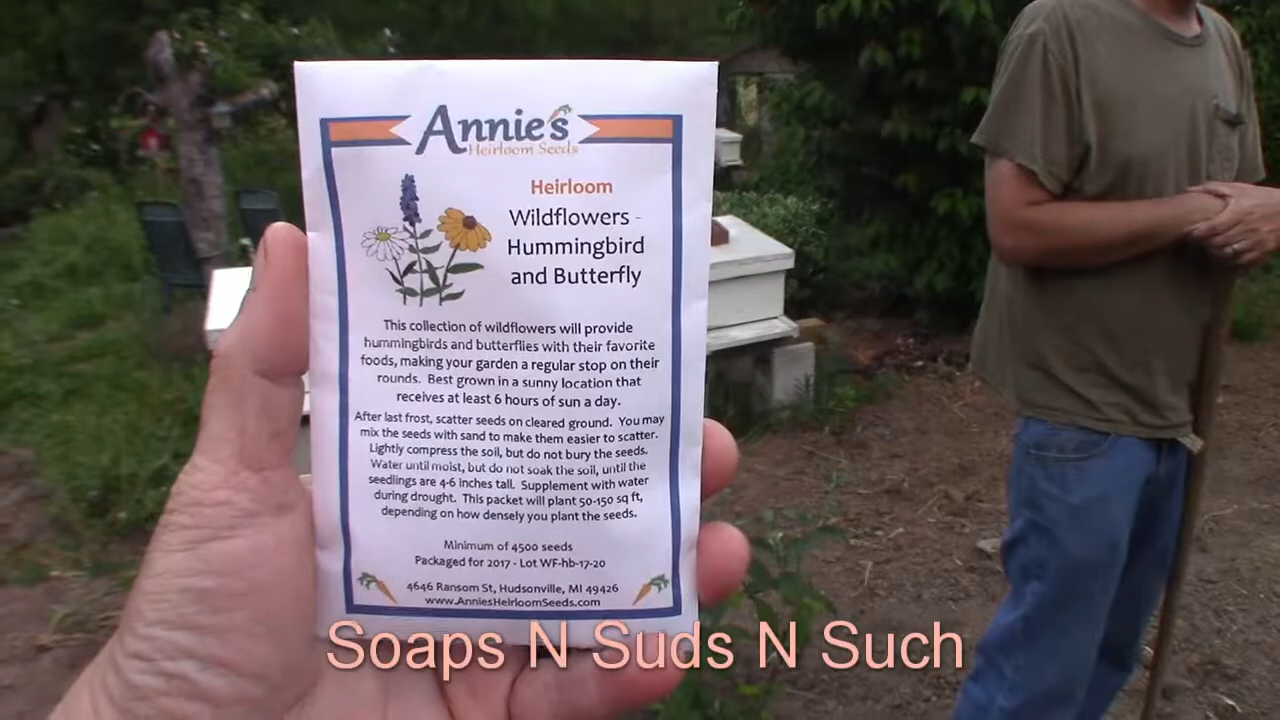 Annie's
Heirloom Seeds
Heirloom
Wildflowers -
Hummingbird
and Butterfly
This collection of wildflowers will provide
hummingbirds and butterflies with their favorite
foods, making your garden a regular stop on their
rounds. Best grown in a sunny location that
receives at least 6 hours of sun a day.
After last frost, scatter seeds on cleared ground. You may
mix the seeds with sand to make them easier to scatter.
Lightly compress the soil, but do not bury the seeds.
Water until moist, but do not soak the soil, until the
seedlings are 4-6 inches tall. Supplement with water
during drought. This packet will plant 50-150 sq ft,
depending on how densely you plant the seeds.
Minimum of 4500 seeds
Packaged for 2017 - Lot WF-hb-17-20
4646 Ransom St, Hudsonville, MI 49426
www.AnniesHeirloomSeeds.com
Soaps N Suds N Such